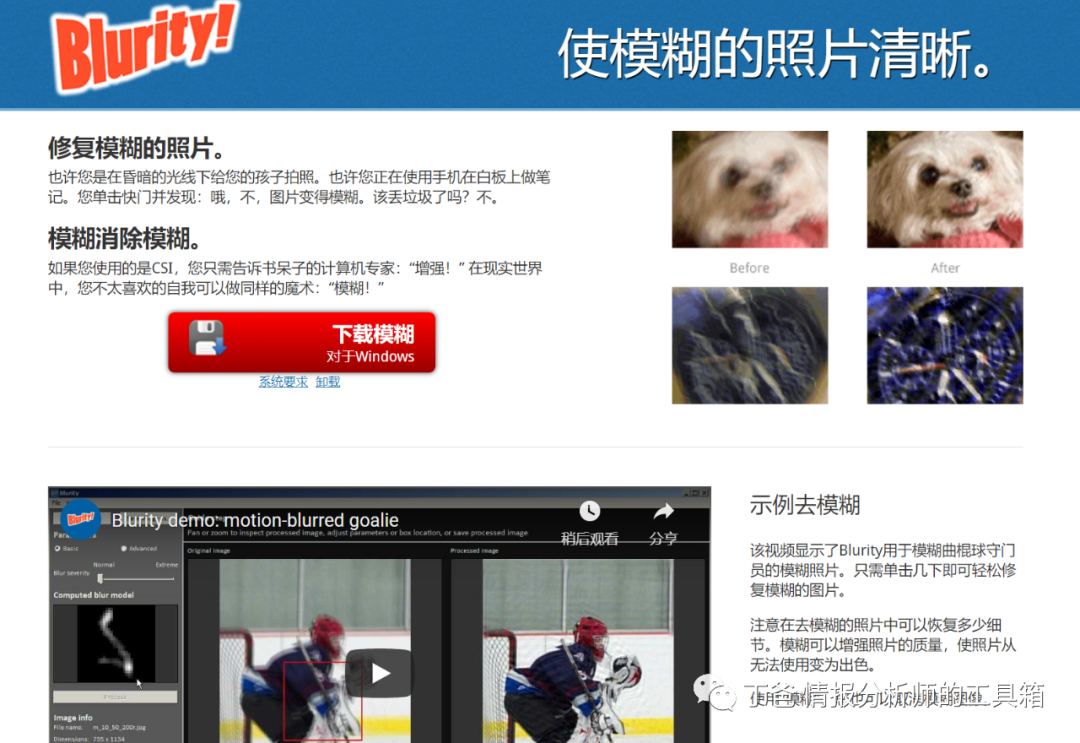 Blurity!
使模糊的照片清晰。
修复模糊的照片。
也许您是在昏暗的光线下给您的孩子拍照。也许您正在使用手机在白板上做笔
记。您单击快门并发现：哦，不，图片变得模糊。该丢垃圾了吗？不。
模糊消除模糊。
如果您使用的是CSI，您只需告诉书呆子的计算机专家：“增强！”在现实世界
中，您不太喜欢的自我可以做同样的魔术：“模糊！”
下载模糊
对于Windows
系统要求 卸载
Before
After
Blurity
Blurity!
Blurity demo: motion-blurred goalie
稍后观看
分享
Pan or zoom to inspect processed image, adjust parameters or box location, or save processed image
Basic
Advanced
Original image
Processed image
Normal
Extreme
Blur severity
Computed blur model
Process
Image info
File name: m_10_50_200r.jpg
Dimensions: 735 x 1134
示例去模糊
该视频显示了Blurity用于模糊曲棍球守门
员的模糊照片。只需单击几下即可轻松修
复模糊的图片。
注意在去模糊的照片中可以恢复多少细
节。模糊可以增强照片的质量，使照片从
无法使用变为出色。
丁爸 情报分析师的工具箱